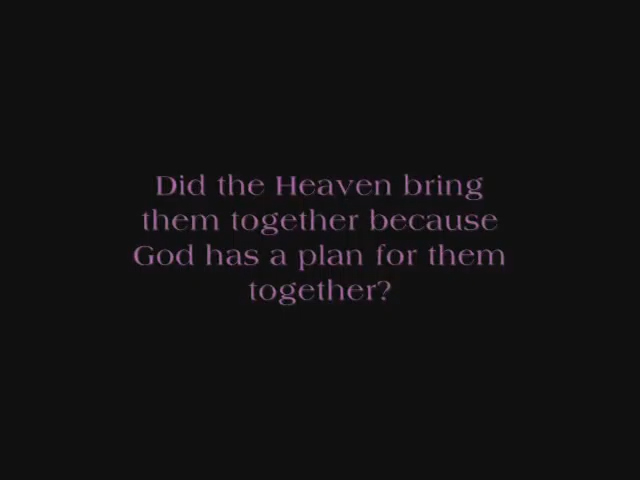 Did the Heaven bring
them together because
God has a plan for them
together?